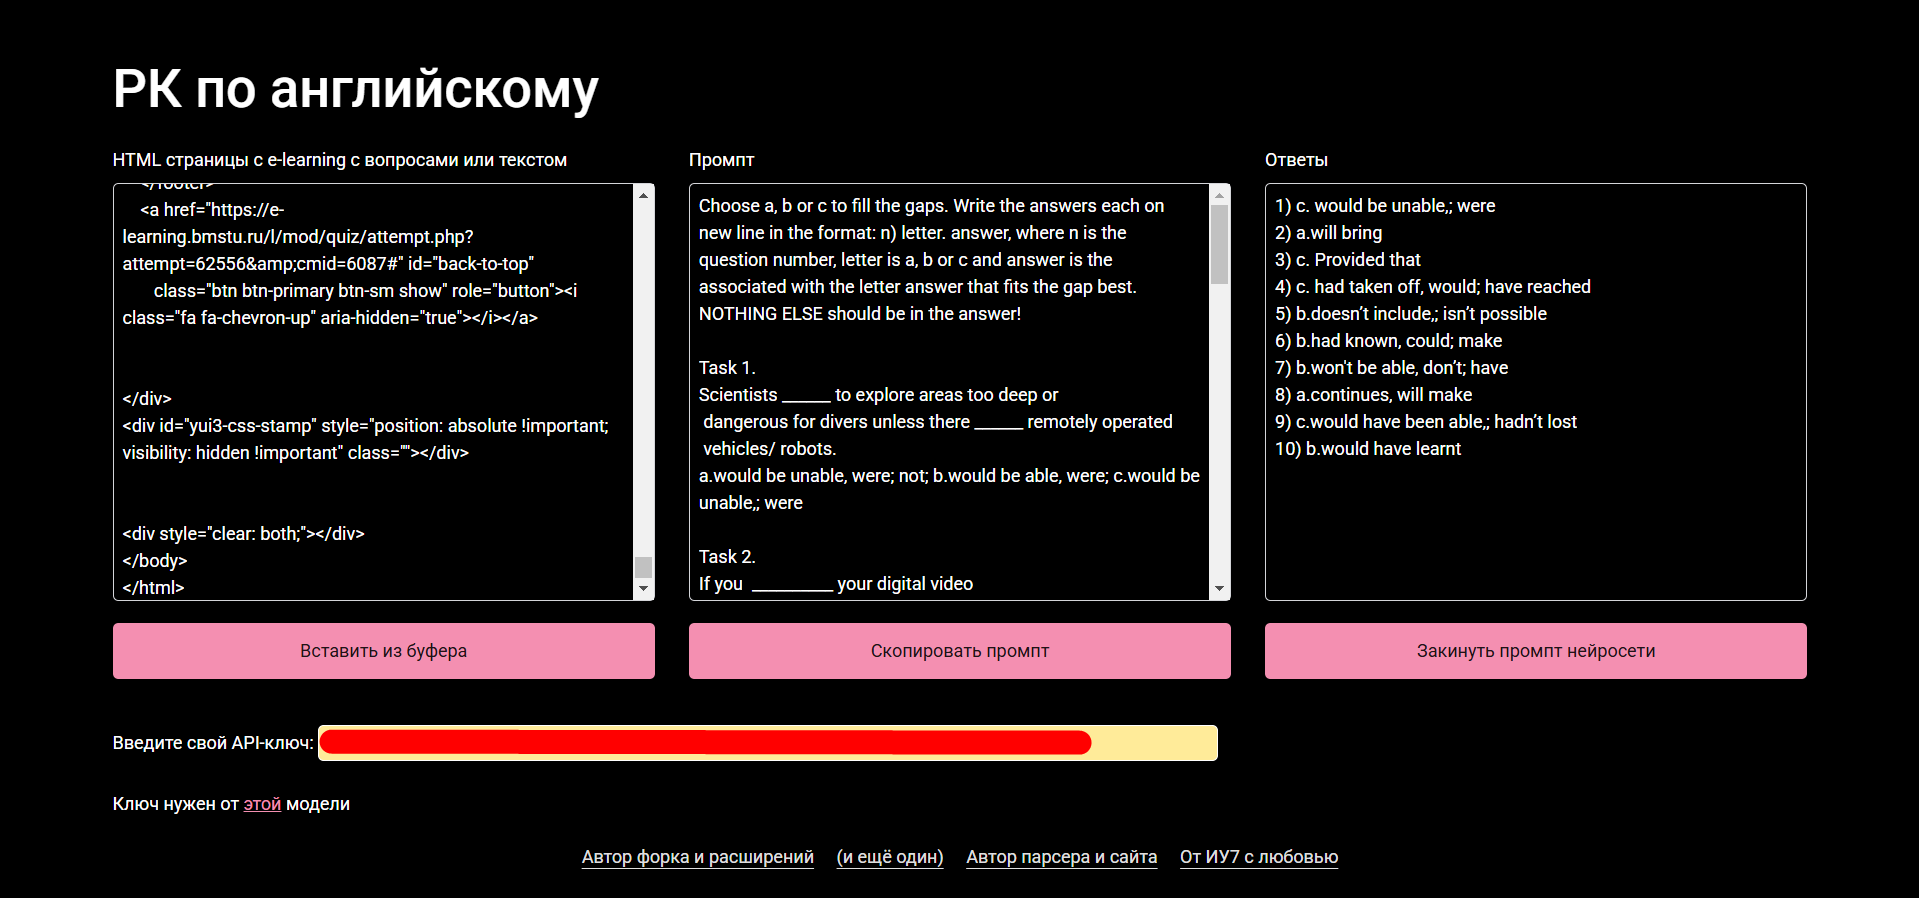 РК по английскому
HTML страницы с e-learning с вопросами или текстом
</footer>
<a href="https://e-
learning.bmstu.ru/l/mod/quiz/attempt.php?
attempt=62556&amp;cmid=6087#" id="back-to-top"
class="btn btn-primary btn-sm show" role="button"><i
class="fa fa-chevron-up" aria-hidden="true"></i></a>
</div>
<div id="yui3-css-stamp" style="position: absolute !important;
visibility: hidden !important" class=""></div>
<div style="clear: both;"></div>
</body>
</html>
Вставить из буфера
Промпт
Choose a, b or c to fill the gaps. Write the answers each on
new line in the format: n) letter. answer, where n is the
question number, letter is a, b or c and answer is the
associated with the letter answer that fits the gap best.
NOTHING ELSE should be in the answer!
Task 1.
Scientists ______ to explore areas too deep or
dangerous for divers unless there ______ remotely operated
vehicles/ robots.
a.would be unable, were; not; b.would be able, were; c.would be
unable,; were
Task 2.
If you __________ your digital video
Скопировать промпт
Ответы
1) c. would be unable,; were
2) a.will bring
3) c. Provided that
4) c. had taken off, would; have reached
5) b.doesn’t include,; isn’t possible
6) b.had known, could; make
7) b.won't be able, don’t; have
8) a.continues, will make
9) c.would have been able,; hadn’t lost
10) b.would have learnt
Закинуть промпт нейросети
Введите свой API-ключ:
Ключ нужен от этой модели
Автор форка и расширений (и ещё один) Автор парсера и сайта От ИУ7 с любовью